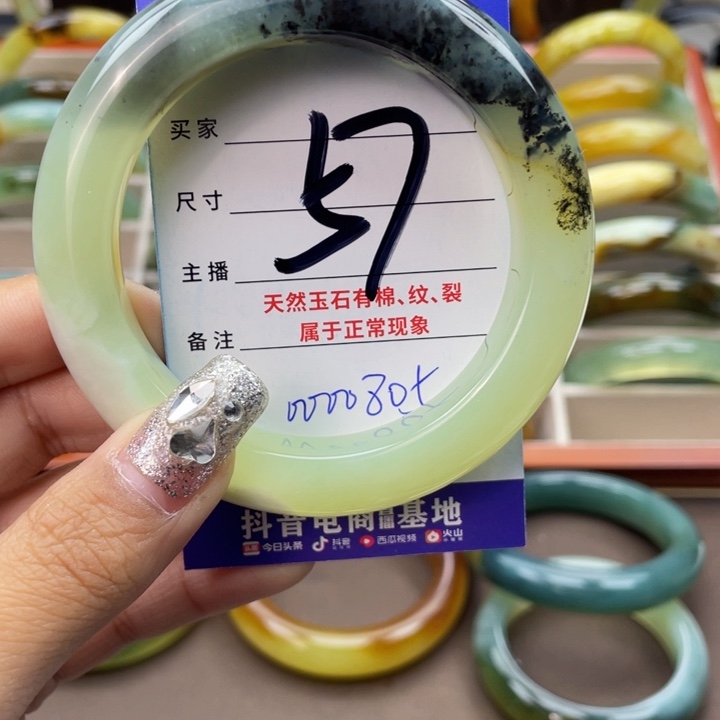 买家
57
尺寸
主播
天然玉石有棉、纹、裂
备注
属于正常现象
抖音电商直播基地
今日头条 抖音 西瓜视频 火山